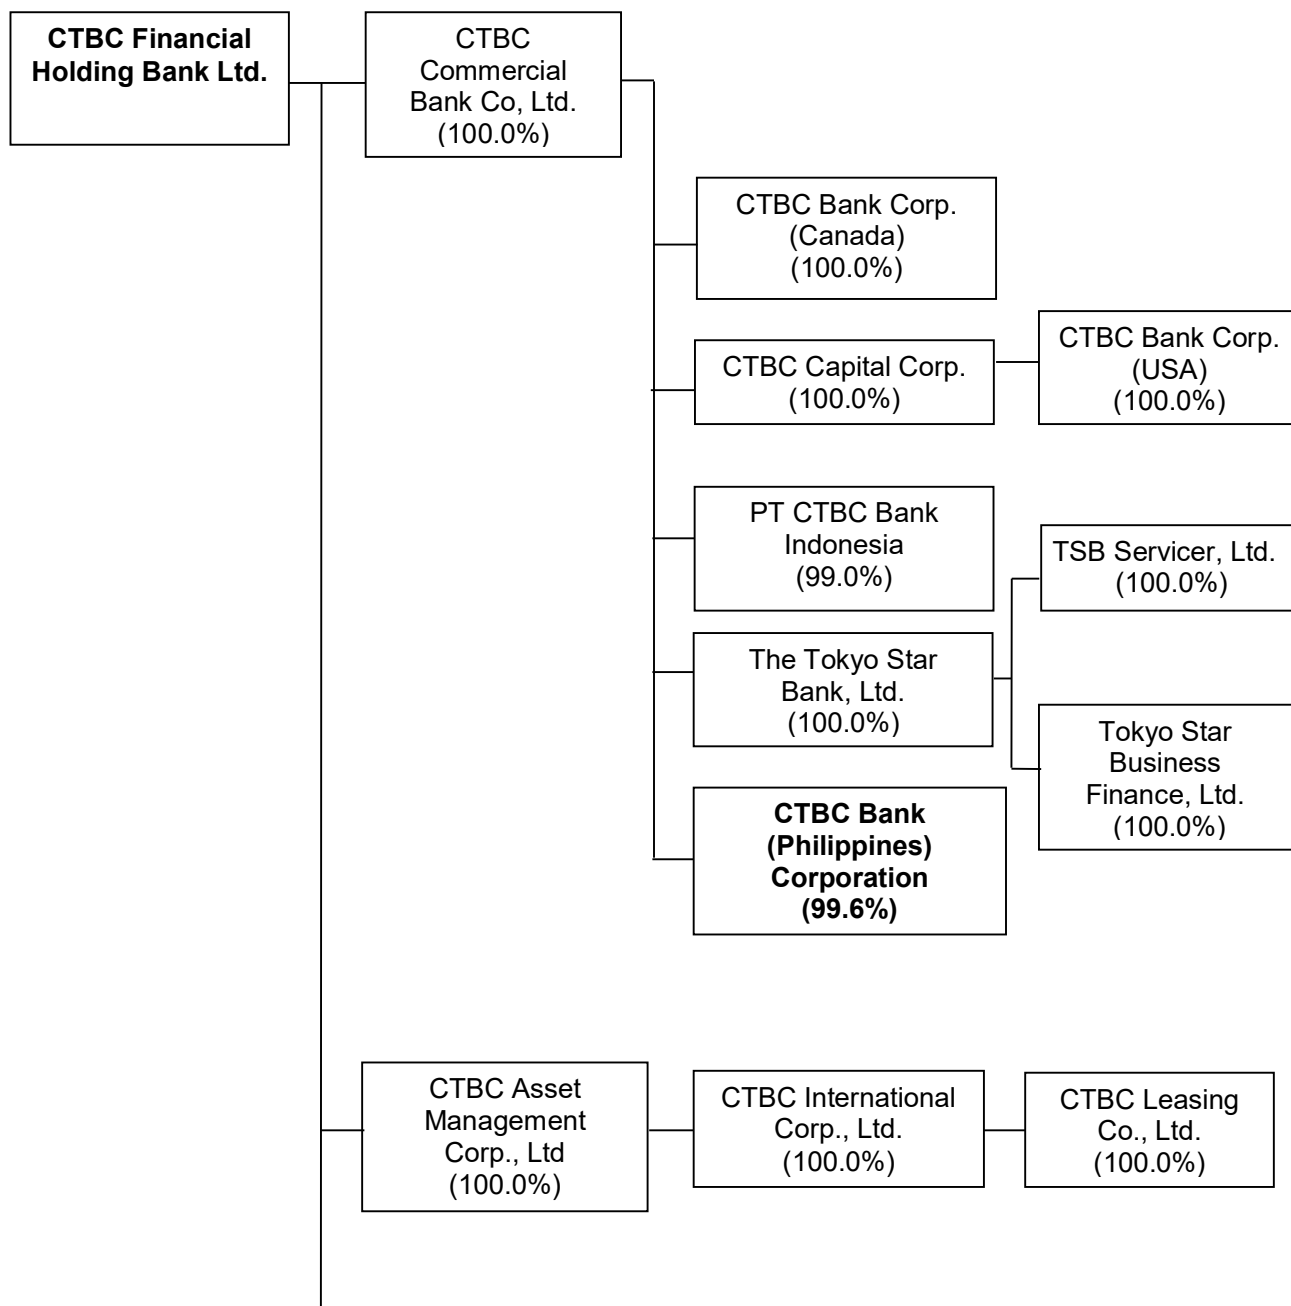 CTBC Financial
Holding Bank Ltd.
CTBC
Commercial
Bank Co, Ltd.
(100.0%)
CTBC Bank Corp.
(Canada)
(100.0%)
CTBC Capital Corp.
(100.0%)
CTBC Bank Corp.
(USA)
(100.0%)
PT CTBC Bank
Indonesia
(99.0%)
TSB Servicer, Ltd.
(100.0%)
The Tokyo Star
Bank, Ltd.
(100.0%)
Tokyo Star
Business
Finance, Ltd.
(100.0%)
CTBC Bank
(Philippines)
Corporation
(99.6%)
CTBC Asset
Management
Corp., Ltd
(100.0%)
CTBC International
Corp., Ltd.
(100.0%)
CTBC Leasing
Co., Ltd.
(100.0%)